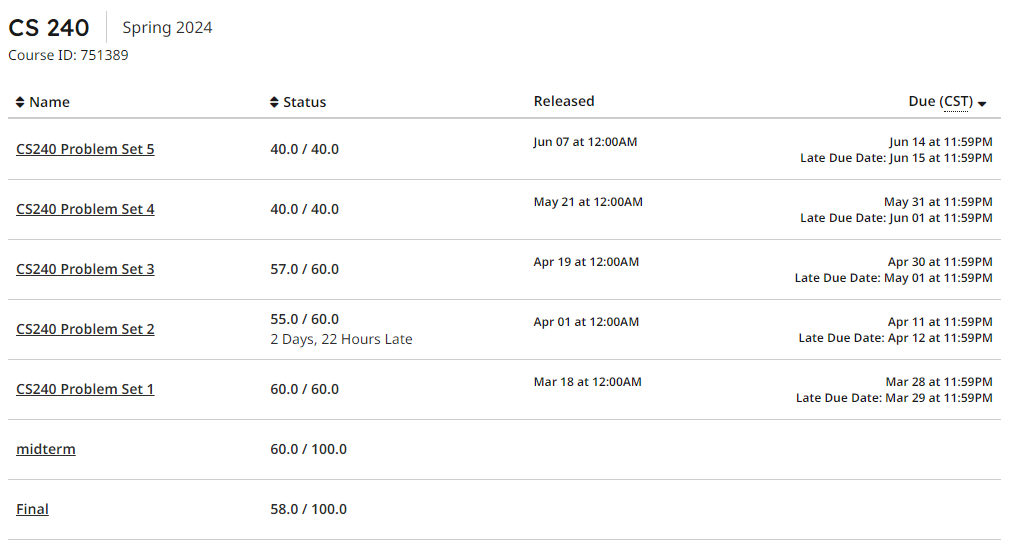 CS 240 Spring 2024
Course ID: 751389
Name Status Released Due (CST)
CS240 Problem Set 5 40.0 / 40.0 Jun 07 at 12:00AM Jun 14 at 11:59PM
Late Due Date: Jun 15 at 11:59PM
CS240 Problem Set 4 40.0 / 40.0 May 21 at 12:00AM May 31 at 11:59PM
Late Due Date: Jun 01 at 11:59PM
CS240 Problem Set 3 57.0 / 60.0 Apr 19 at 12:00AM Apr 30 at 11:59PM
Late Due Date: May 01 at 11:59PM
CS240 Problem Set 2 55.0 / 60.0 Apr 01 at 12:00AM Apr 11 at 11:59PM
2 Days, 22 Hours Late Late Due Date: Apr 12 at 11:59PM
CS240 Problem Set 1 60.0 / 60.0 Mar 18 at 12:00AM Mar 28 at 11:59PM
Late Due Date: Mar 29 at 11:59PM
midterm 60.0 / 100.0
Final 58.0 / 100.0